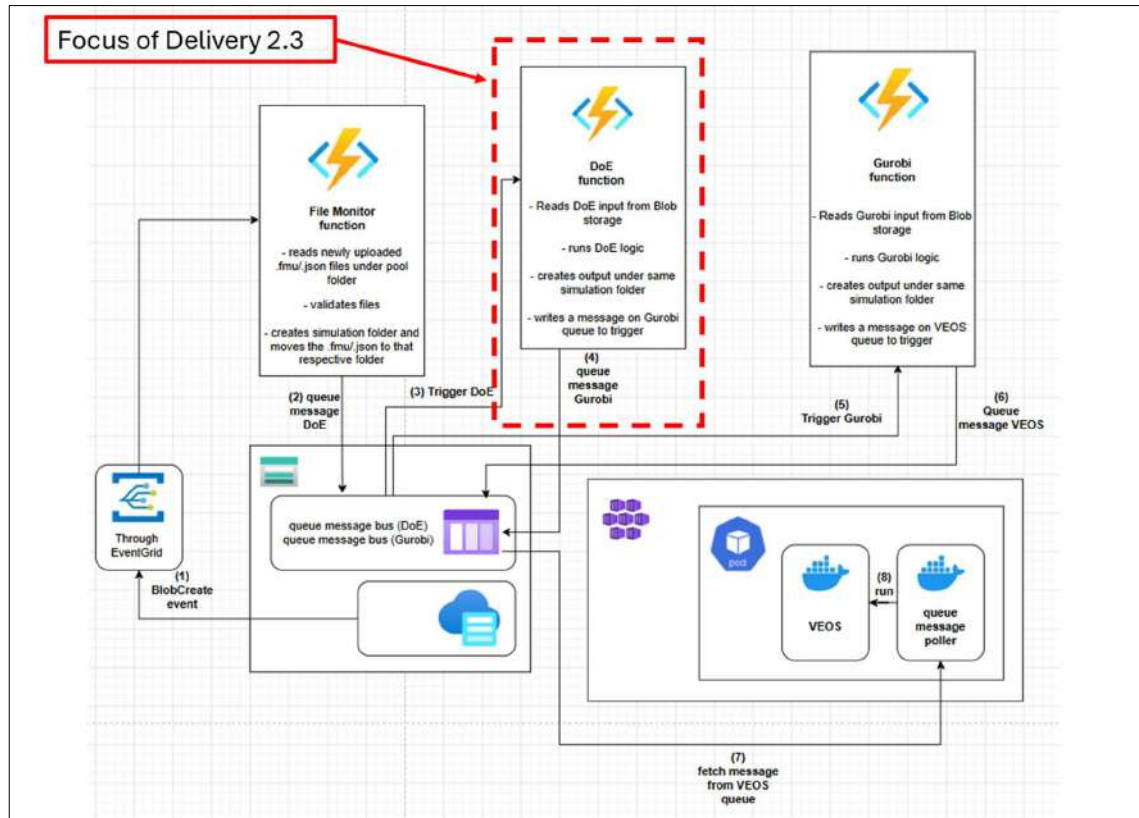 Focus of Delivery 2.3
File Monitor
function
- reads newly uploaded
.fmu/.json files under pool
folder
- validates files
- creates simulation folder and
moves the .fmu/.json to that
respective folder
DoE
function
- Reads DoE input from Blob
storage
- runs DoE logic
- creates output under same
simulation folder
- writes a message on Gurobi
queue to trigger
Gurobi
function
- Reads Gurobi input from Blob
storage
- runs Gurobi logic
- creates output under same
simulation folder
- writes a message on VEOS
queue to trigger
(2) queue
message
DoE
(3) Trigger DoE
(4)
queue
message
Gurobi
(5)
Trigger Gurobi
(6)
Queue
message VEOS
Through
EventGrid
(1)
BlobCreate
event
queue message bus (DoE)
queue message bus (Gurobi)
pod
VEOS
(8)
run
queue
message
poller
(7)
fetch message
from VEOS
queue